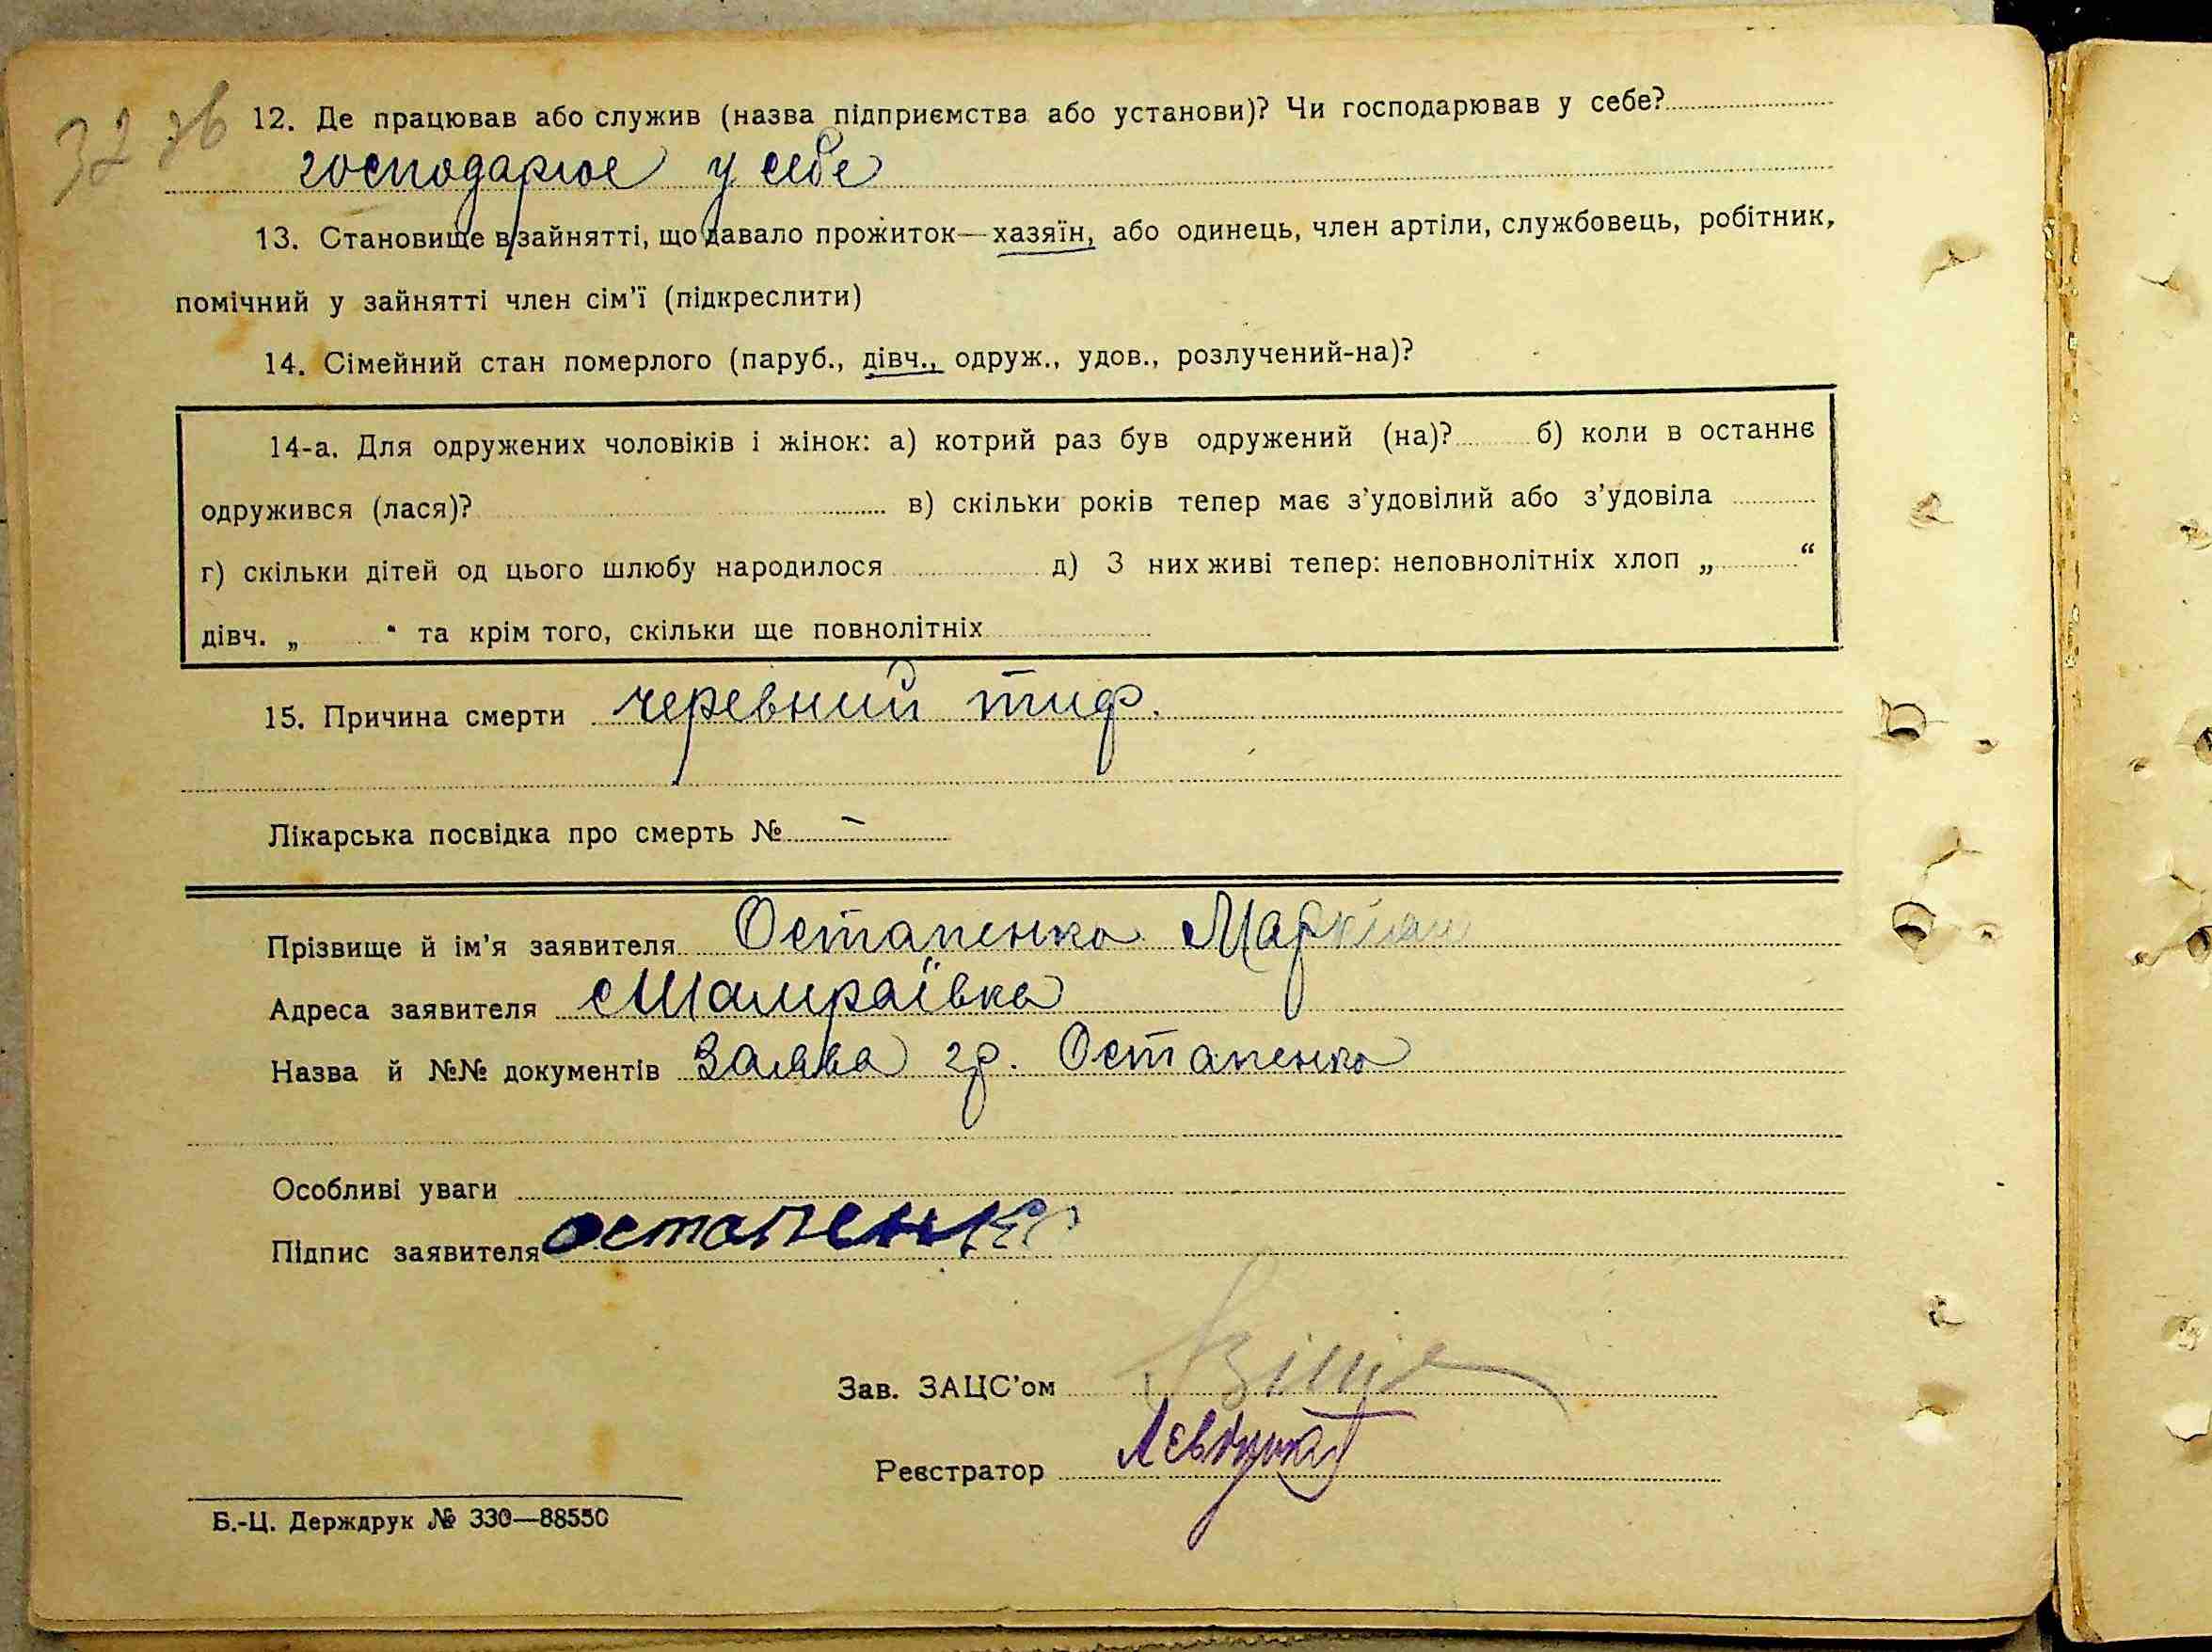 32 зв
12. Де працював або служив (назва підприємства або установи)? Чи господарював у себе?
господарює у себе
13. Становище в зайнятті, що давало прожиток—хазяїн, або одинець, член артіли, службовець, робітник,
помічний у зайнятті член сім'ї (підкреслити)
14. Сімейний стан померлого (паруб., дівч., одруж., удов., розлучений-на)?
14-а. Для одружених чоловіків і жінок: а) котрий раз був одружений (на)? б) коли в останнє
одружився (лася)? в) скільки років тепер має з'удовілий або з'удовіла
г) скільки дітей од цього шлюбу народилося д) З них живі тепер: неповнолітніх хлоп „ “
дівч. „ “ та крім того, скільки ще повнолітніх
15. Причина смерти черевний тиф.
Лікарська посвідка про смерть № –
Прізвище й ім'я заявителя Остапенко Маркіян
Адреса заявителя с Шамраївка
Назва й №№ документів Заява гр. Остапенко
Особливі уваги
Підпис заявителя остапенко
Зав. ЗАЦС'ом
Реєстратор
Б.-Ц. Держдрук № 330—88550